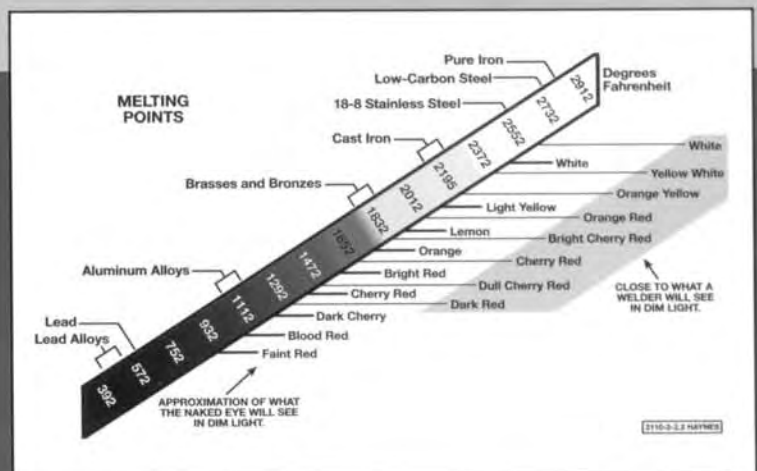 MELTING
POINTS
Pure Iron
Low-Carbon Steel
18-8 Stainless Steel
Cast Iron
Brasses and Bronzes
Aluminum Alloys
Lead
Lead Alloys
Degrees
Fahrenheit
2912
2732
2552
2372
2195
2012
1832
1652
1472
1292
1112
932
752
572
392
White
Light Yellow
Lemon
Orange
Bright Red
Cherry Red
Dark Cherry
Blood Red
Faint Red
White
Yellow White
Orange Yellow
Orange Red
Bright Cherry Red
Cherry Red
Dull Cherry Red
Dark Red
CLOSE TO WHAT A
WELDER WILL SEE
IN DIM LIGHT.
APPROXIMATION OF WHAT
THE NAKED EYE WILL SEE
IN DIM LIGHT.
HAYNES